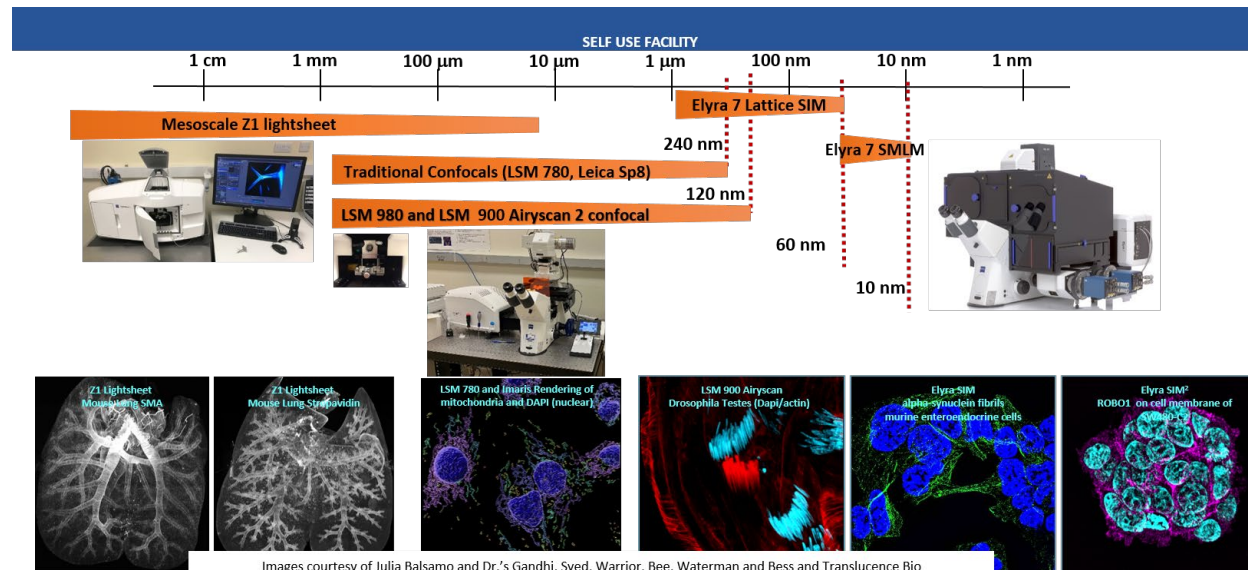 SELF USE FACILITY
1 cm 1 mm 100 µm 10 µm 1 µm 100 nm 10 nm 1 nm
Elyra 7 Lattice SIM
Mesoscale Z1 lightsheet
240 nm
Elyra 7 SMLM
Traditional Confocals (LSM 780, Leica Sp8)
120 nm
LSM 980 and LSM 900 Airyscan 2 confocal
60 nm
10 nm
Z1 Lightsheet
Mouse Lung SMA
Z1 Lightsheet
Mouse Lung Strepavidin
LSM 780 and Imaris Rendering of
mitochondria and DAPI (nuclear)
LSM 900 Airyscan
Drosophila Testes (Dapi/actin)
Elyra SIM
alpha-synuclein fibrils
murine enteroendocrine cells
Elyra SIM²
ROBO1 on cell membrane of
Images courtesy of Julia Balsamo and Dr.'s Gandhi, Syed, Warrior, Bee, Waterman and Bess and Translucence Bio